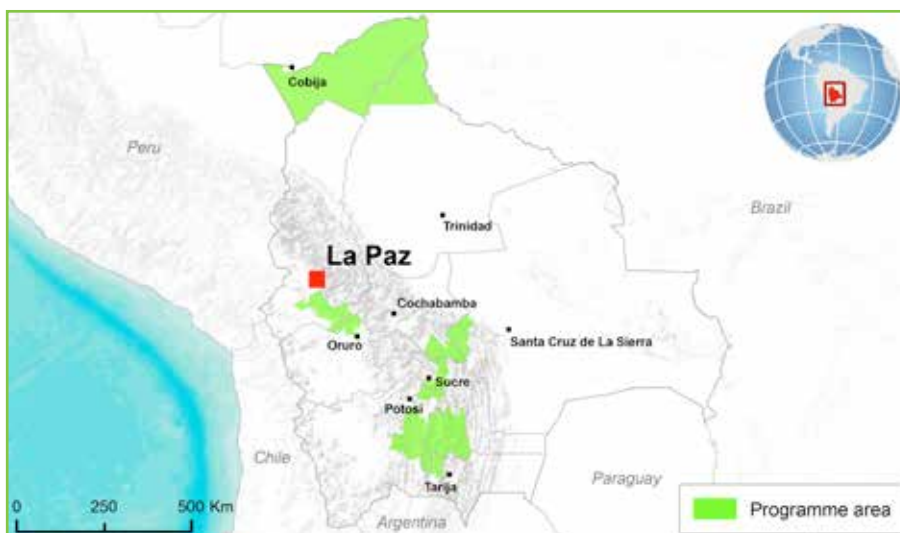 Cobija
Peru
Trinidad
Brazil
La Paz
Cochabamba
Oruro
Santa Cruz de La Sierra
Sucre
Potosi
Chile
Paraguay
Tarija
0 250 500 Km
Programme area
Argentina